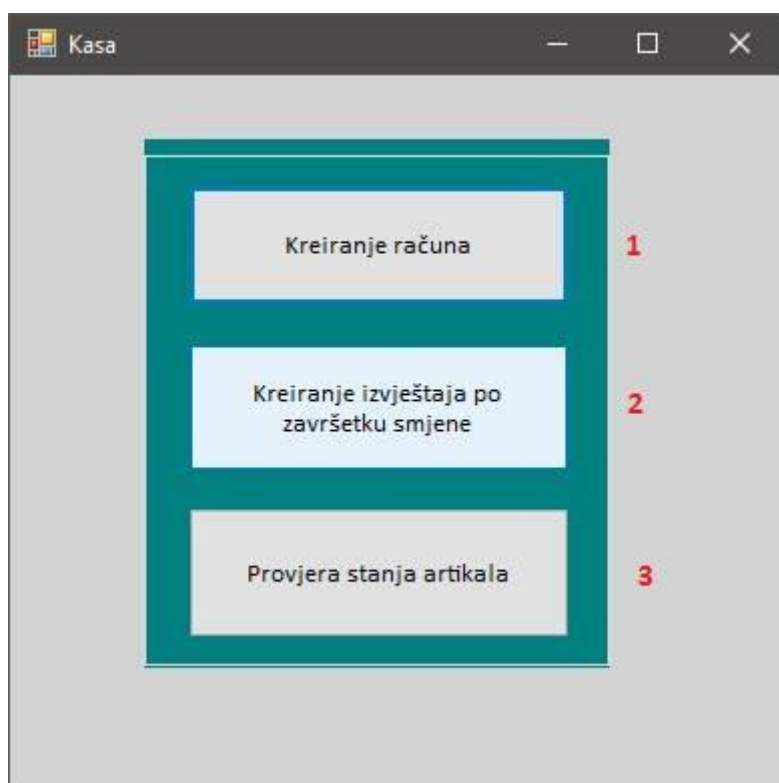 Kasa
Kreiranje računa
1
Kreiranje izvještaja po
završetku smjene
2
Provjera stanja artikala
3